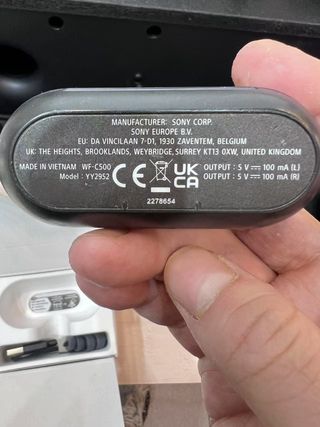 MANUFACTURER: SONY CORP.
SONY EUROPE B.V.
EU: DA VINCILAAN 7-D1, 1930 ZAVENTEM, BELGIUM
UK: THE HEIGHTS, BROOKLANDS, WEYBRIDGE, SURREY KT13 0XW, UNITED KINGDOM
MADE IN VIETNAM WF-C500 OUTPUT : 5 V 100 mA (L)
Model : YY2952 CE UK CA OUTPUT : 5 V 100 mA (R)
2278654